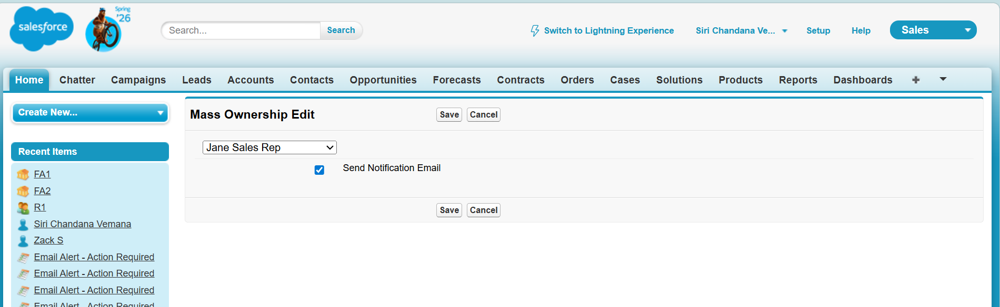 salesforce
Spring '26
Search...
Search
Switch to Lightning Experience
Siri Chandana Ve...
Setup
Help
Sales
Home
Chatter
Campaigns
Leads
Accounts
Contacts
Opportunities
Forecasts
Contracts
Orders
Cases
Solutions
Products
Reports
Dashboards
+
Create New...
Recent Items
FA1
FA2
R1
Siri Chandana Vemana
Zack S
Email Alert - Action Required
Email Alert - Action Required
Email Alert - Action Required
Email Alert - Action Required
Mass Ownership Edit
Save
Cancel
Jane Sales Rep
Send Notification Email
Save
Cancel